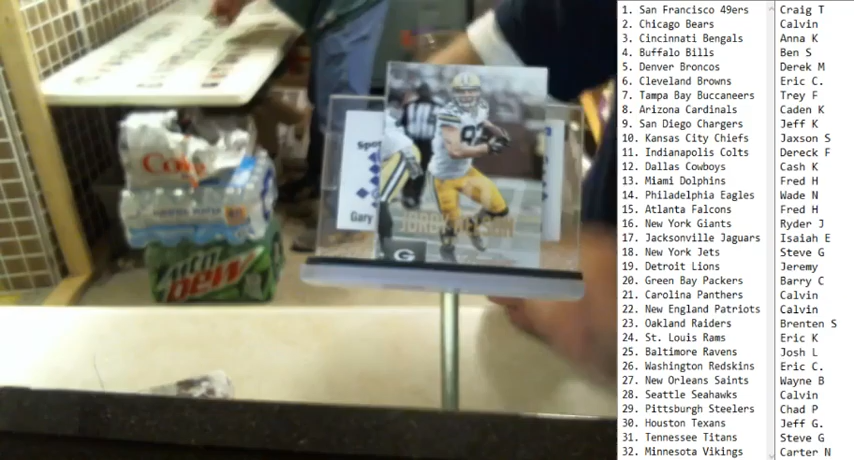 Coke
Mtn
Dew
Spo
Gary
JORDY NELSON
G
1. San Francisco 49ers Craig T
2. Chicago Bears Calvin
3. Cincinnati Bengals Anna K
4. Buffalo Bills Ben S
5. Denver Broncos Derek M
6. Cleveland Browns Eric C.
7. Tampa Bay Buccaneers Trey F
8. Arizona Cardinals Caden K
9. San Diego Chargers Jeff K
10. Kansas City Chiefs Jaxson S
11. Indianapolis Colts Dereck F
12. Dallas Cowboys Cash K
13. Miami Dolphins Fred H
14. Philadelphia Eagles Wade N
15. Atlanta Falcons Fred H
16. New York Giants Ryder J
17. Jacksonville Jaguars Isaiah E
18. New York Jets Steve G
19. Detroit Lions Jeremy
20. Green Bay Packers Barry C
21. Carolina Panthers Calvin
22. New England Patriots Calvin
23. Oakland Raiders Brenten S
24. St. Louis Rams Eric K
25. Baltimore Ravens Josh L
26. Washington Redskins Eric C.
27. New Orleans Saints Wayne B
28. Seattle Seahawks Calvin
29. Pittsburgh Steelers Chad P
30. Houston Texans Jeff G.
31. Tennessee Titans Steve G
32. Minnesota Vikings Carter N